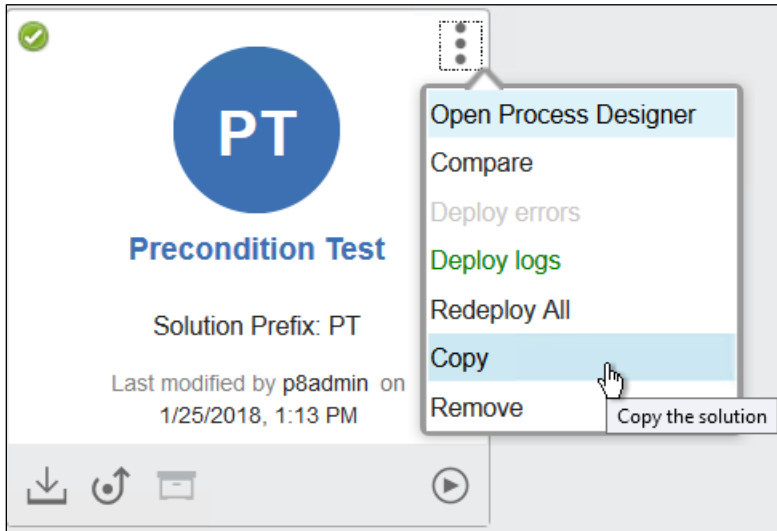 PT
Precondition Test
Solution Prefix: PT
Last modified by p8admin on
1/25/2018, 1:13 PM
Open Process Designer
Compare
Deploy errors
Deploy logs
Redeploy All
Copy
Remove
Copy the solution